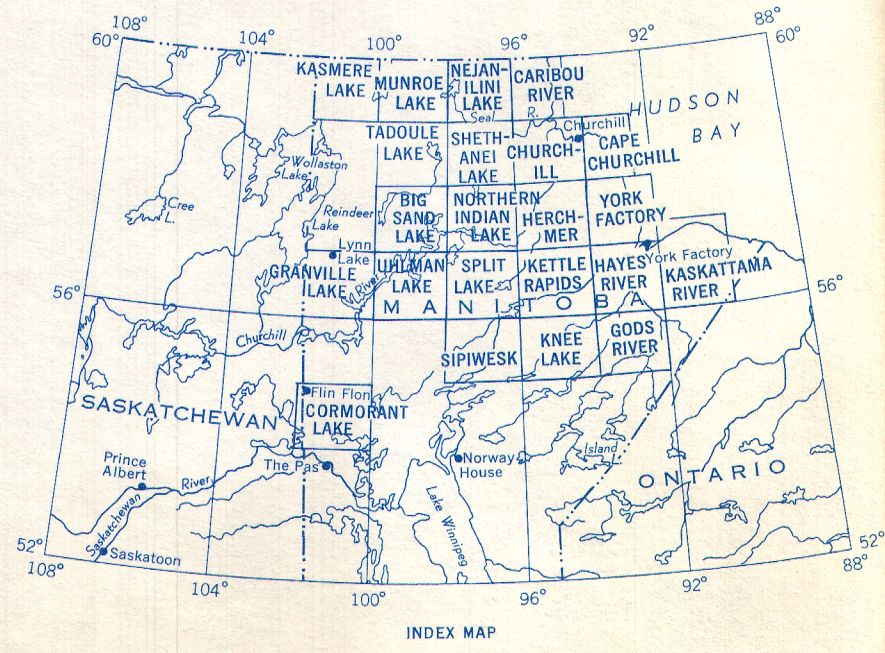 108°
60°
104°
100°
96°
92°
88°
60°
KASMERE
LAKE
MUNROE
LAKE
NEJAN-
ILINI
LAKE
CARIBOU
RIVER
HUDSON
BAY
Seal
R.
Churchill
TADOULE
LAKE
SHETH-
ANEI
LAKE
CHURCH-
ILL
CAPE
CHURCHILL
Wollaston
Lake
Cree
L.
Reindeer
Lake
BIG
SAND
LAKE
NORTHERN
INDIAN
LAKE
HERCH-
MER
YORK
FACTORY
Lynn
Lake
GRANVILLE
LAKE
River
UHLMAN
LAKE
SPLIT
LAKE
KETTLE
RAPIDS
HAYES
RIVER
York Factory
KASKATTAMA
RIVER
56°
56°
MANITOBA
Churchill
SIPIWESK
KNEE
LAKE
GODS
RIVER
SASKATCHEWAN
Flin Flon
CORMORANT
LAKE
Prince
Albert
River
The Pas
Norway
House
Island
L.
ONTARIO
Saskatchewan
Lake Winnipeg
Saskatoon
52°
108°
104°
100°
96°
92°
52°
88°
INDEX MAP